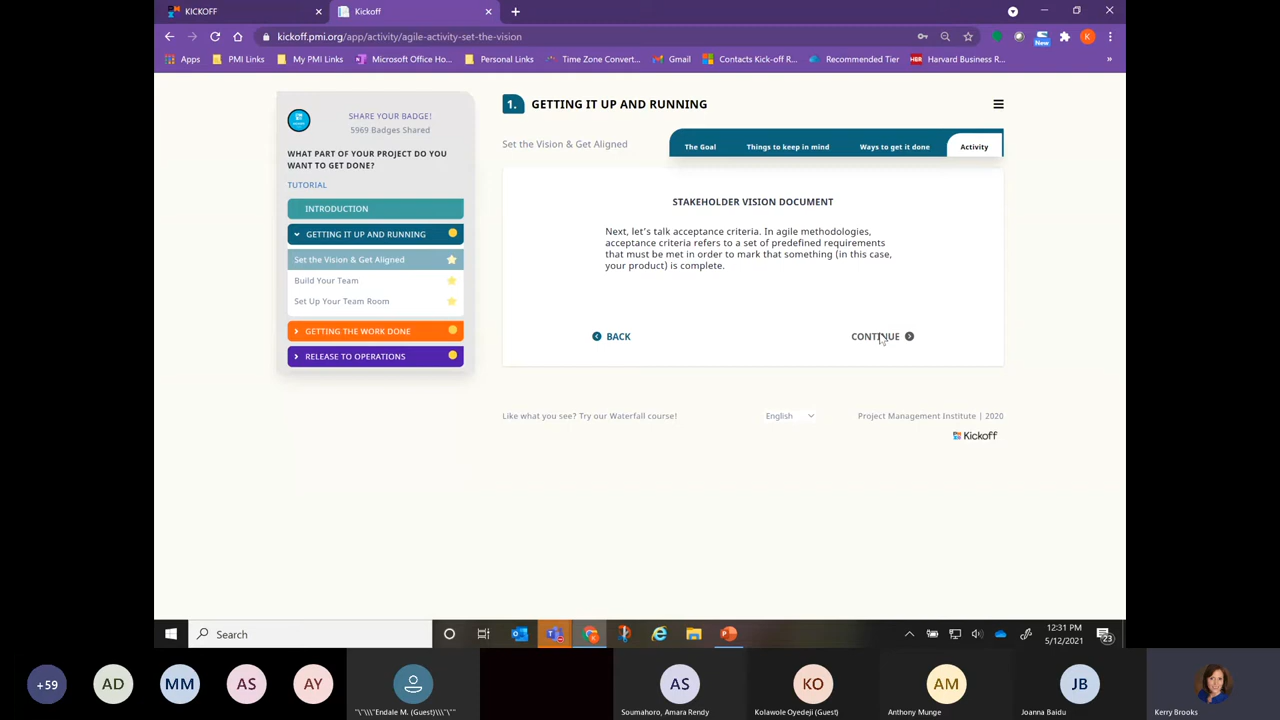 KICKOFF
Kickoff
kickoff.pmi.org/app/activity/agile-activity-set-the-vision
New
K
Apps
PMI Links
My PMI Links
Microsoft Office Ho...
Personal Links
Time Zone Convert...
Gmail
Contacts Kick-off R...
Recommended Tier
HBR
Harvard Business R...
»
SHARE YOUR BADGE!
5969 Badges Shared
WHAT PART OF YOUR PROJECT DO YOU
WANT TO GET DONE?
TUTORIAL
INTRODUCTION
GETTING IT UP AND RUNNING
Set the Vision & Get Aligned
Build Your Team
Set Up Your Team Room
GETTING THE WORK DONE
RELEASE TO OPERATIONS
1. GETTING IT UP AND RUNNING
Set the Vision & Get Aligned
The Goal
Things to keep in mind
Ways to get it done
Activity
STAKEHOLDER VISION DOCUMENT
Next, let's talk acceptance criteria. In agile methodologies,
acceptance criteria refers to a set of predefined requirements
that must be met in order to mark that something (in this case,
your product) is complete.
BACK
CONTINUE
Like what you see? Try our Waterfall course!
English
Project Management Institute | 2020
Kickoff
Search
12:31 PM
5/12/2021
23
+59
AD
MM
AS
AY
"\"\\\"Endale M. (Guest)\\\"\""
AS
Soumahoro, Amara Rendy
KO
Kolawole Oyedeji (Guest)
AM
Anthony Munge
JB
Joanna Baidu
Kerry Brooks